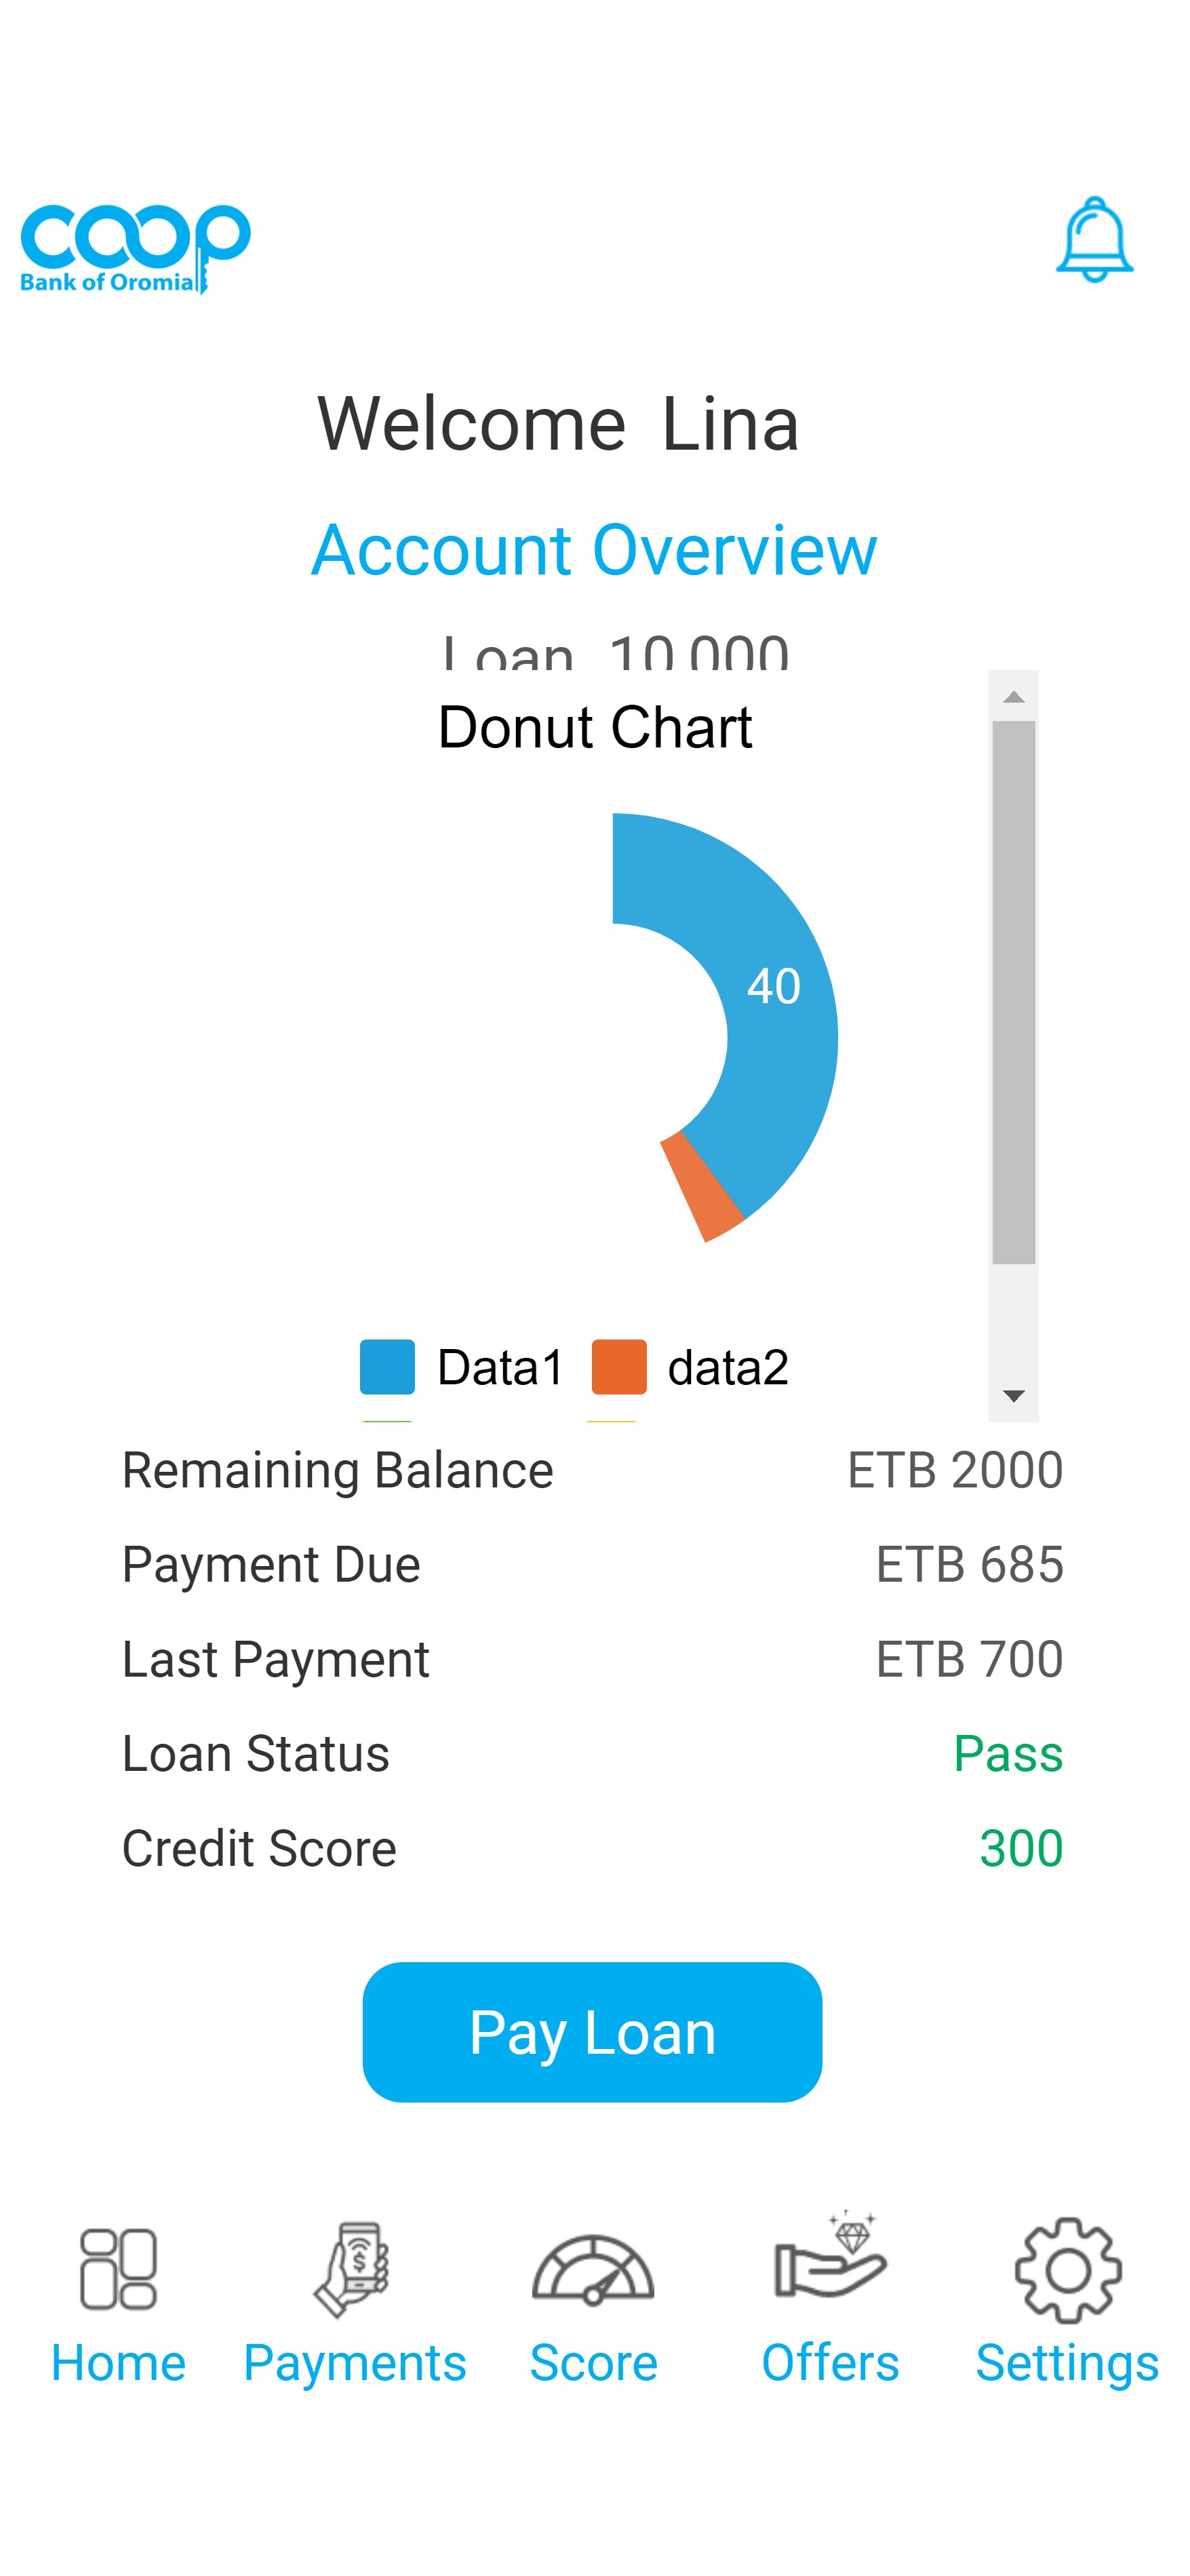 coop
Bank of Oromia
Welcome Lina
Account Overview
Loan 10,000
Donut Chart
40
Data1 data2
Remaining Balance ETB 2000
Payment Due ETB 685
Last Payment ETB 700
Loan Status Pass
Credit Score 300
Pay Loan
$
Home Payments Score Offers Settings